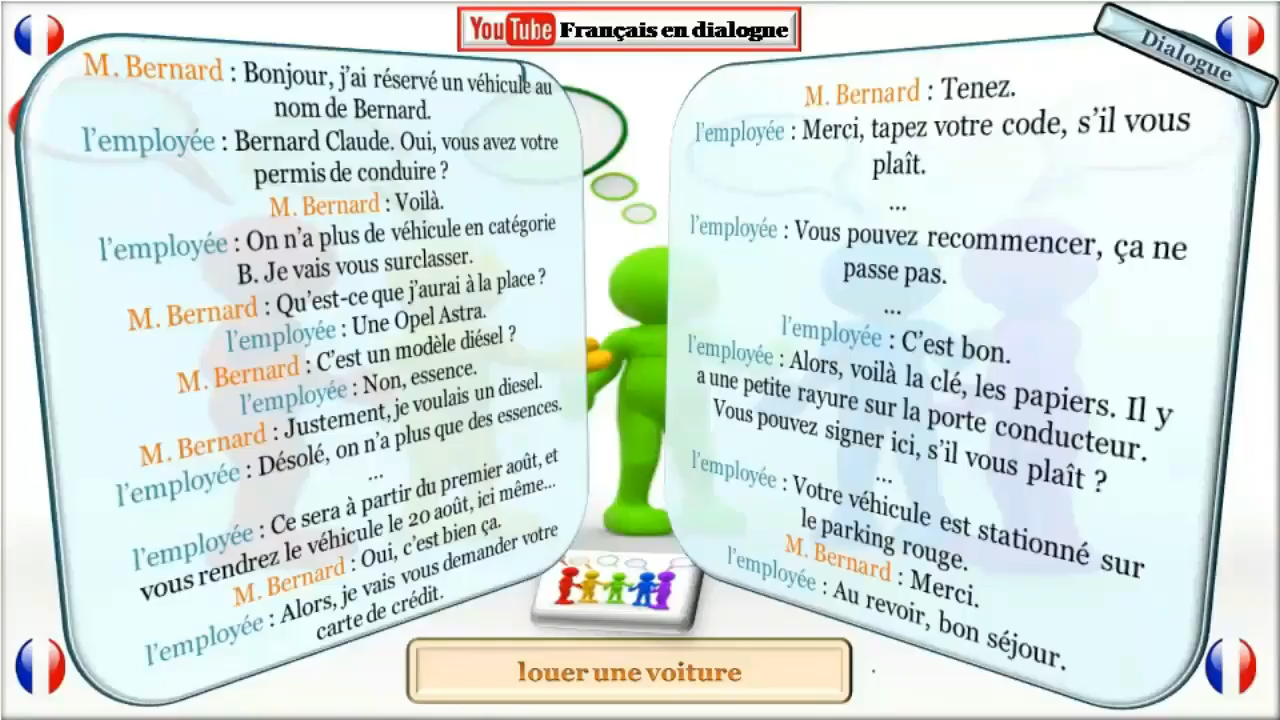 YouTube Français en dialogue
Dialogue
M. Bernard : Bonjour, j'ai réservé un véhicule au
nom de Bernard.
l'employée : Bernard Claude. Oui, vous avez votre
permis de conduire ?
M. Bernard : Voilà.
l'employée : On n'a plus de véhicule en catégorie
B. Je vais vous surclasser.
M. Bernard : Qu'est-ce que j'aurai à la place ?
l'employée : Une Opel Astra.
M. Bernard : C'est un modèle diésel ?
l'employée : Non, essence.
M. Bernard : Justement, je voulais un diesel.
l'employée : Désolé, on n'a plus que des essences.
...
l'employée : Ce sera à partir du premier août, et
vous rendrez le véhicule le 20 août, ici même...
M. Bernard : Oui, c'est bien ça.
l'employée : Alors, je vais vous demander votre
carte de crédit.
M. Bernard : Tenez.
l'employée : Merci, tapez votre code, s'il vous
plaît.
...
l'employée : Vous pouvez recommencer, ça ne
passe pas.
...
l'employée : C'est bon.
l'employée : Alors, voilà la clé, les papiers. Il y
a une petite rayure sur la porte conducteur.
Vous pouvez signer ici, s'il vous plaît ?
...
l'employée : Votre véhicule est stationné sur
le parking rouge.
M. Bernard : Merci.
l'employée : Au revoir, bon séjour.
louer une voiture